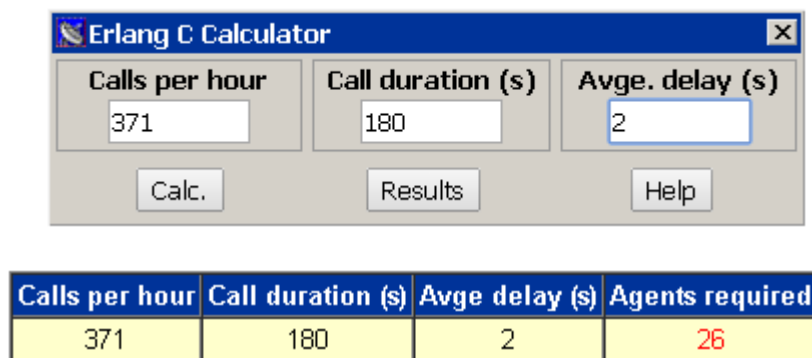 Erlang C Calculator
Calls per hour Call duration (s) Avge. delay (s)
371 180 2
Calc. Results Help
Calls per hour Call duration (s) Avge delay (s) Agents required
371 180 2 26